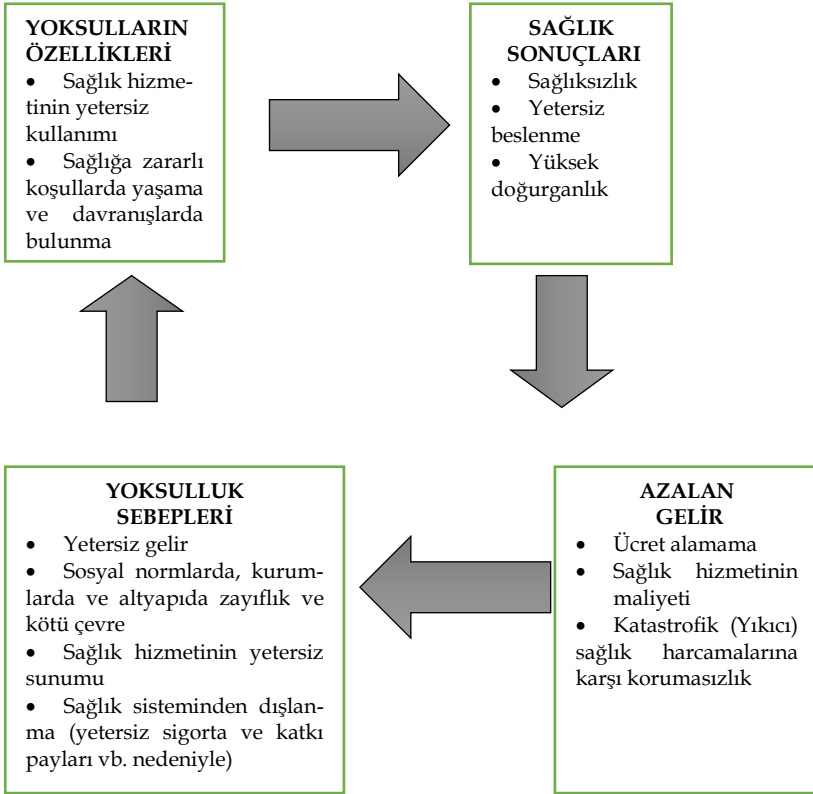 YOKSULLARIN
ÖZELLİKLERİ
• Sağlık hizme-
tinin yetersiz
kullanımı
• Sağlığa zararlı
koşullarda yaşama
ve davranışlarda
bulunma
SAĞLIK
SONUÇLARI
• Sağlıksızlık
• Yetersiz
beslenme
• Yüksek
doğurganlık
YOKSULLUK
SEBEPLERİ
• Yetersiz gelir
• Sosyal normlarda, kurum-
larda ve altyapıda zayıflık ve
kötü çevre
• Sağlık hizmetinin yetersiz
sunumu
• Sağlık sisteminden dışlan-
ma (yetersiz sigorta ve katkı
payları vb. nedeniyle)
AZALAN
GELİR
• Ücret alamama
• Sağlık hizmetinin
maliyeti
• Katastrofik (Yıkıcı)
sağlık harcamalarına
karşı korumasızlık